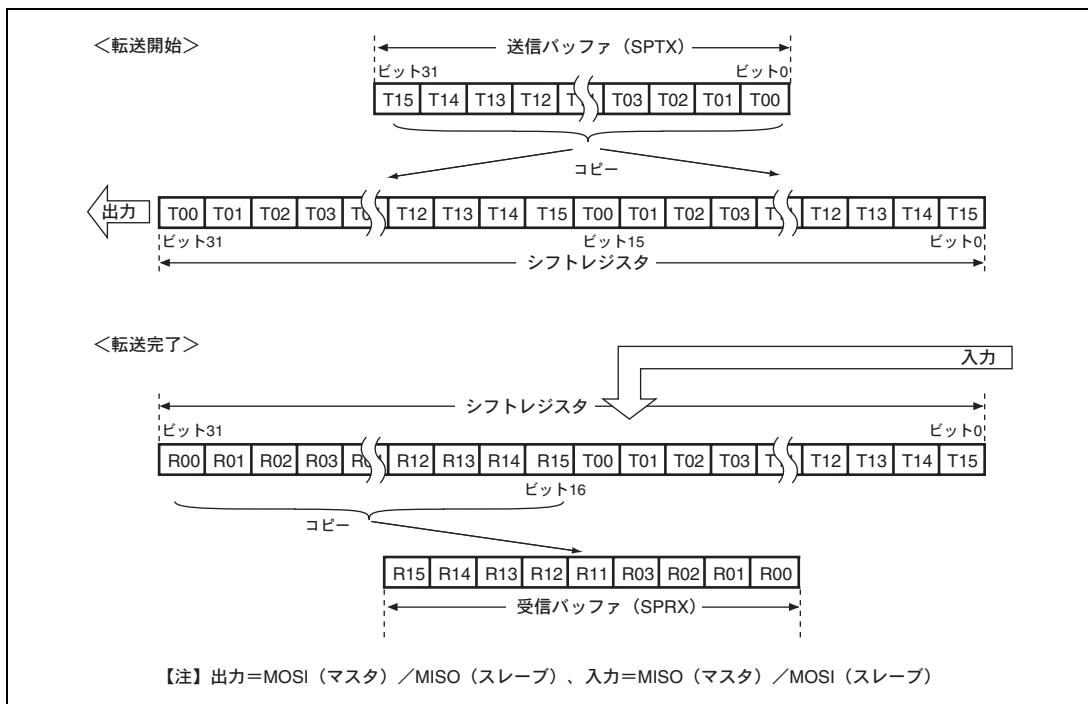 ＜転送開始＞
送信バッファ（SPTX）
ビット31 ビット0
T15 T14 T13 T12 T03 T02 T01 T00
コピー
出力
T00 T01 T02 T03 T12 T13 T14 T15 T00 T01 T02 T03 T12 T13 T14 T15
ビット31 ビット15 ビット0
シフトレジスタ
＜転送完了＞
入力
シフトレジスタ
ビット31 ビット0
R00 R01 R02 R03 R12 R13 R14 R15 T00 T01 T02 T03 T12 T13 T14 T15
ビット16
コピー
R15 R14 R13 R12 R11 R03 R02 R01 R00
受信バッファ（SPRX）
【注】出力＝MOSI（マスタ）／MISO（スレーブ）、入力＝MISO（マスタ）／MOSI（スレーブ）